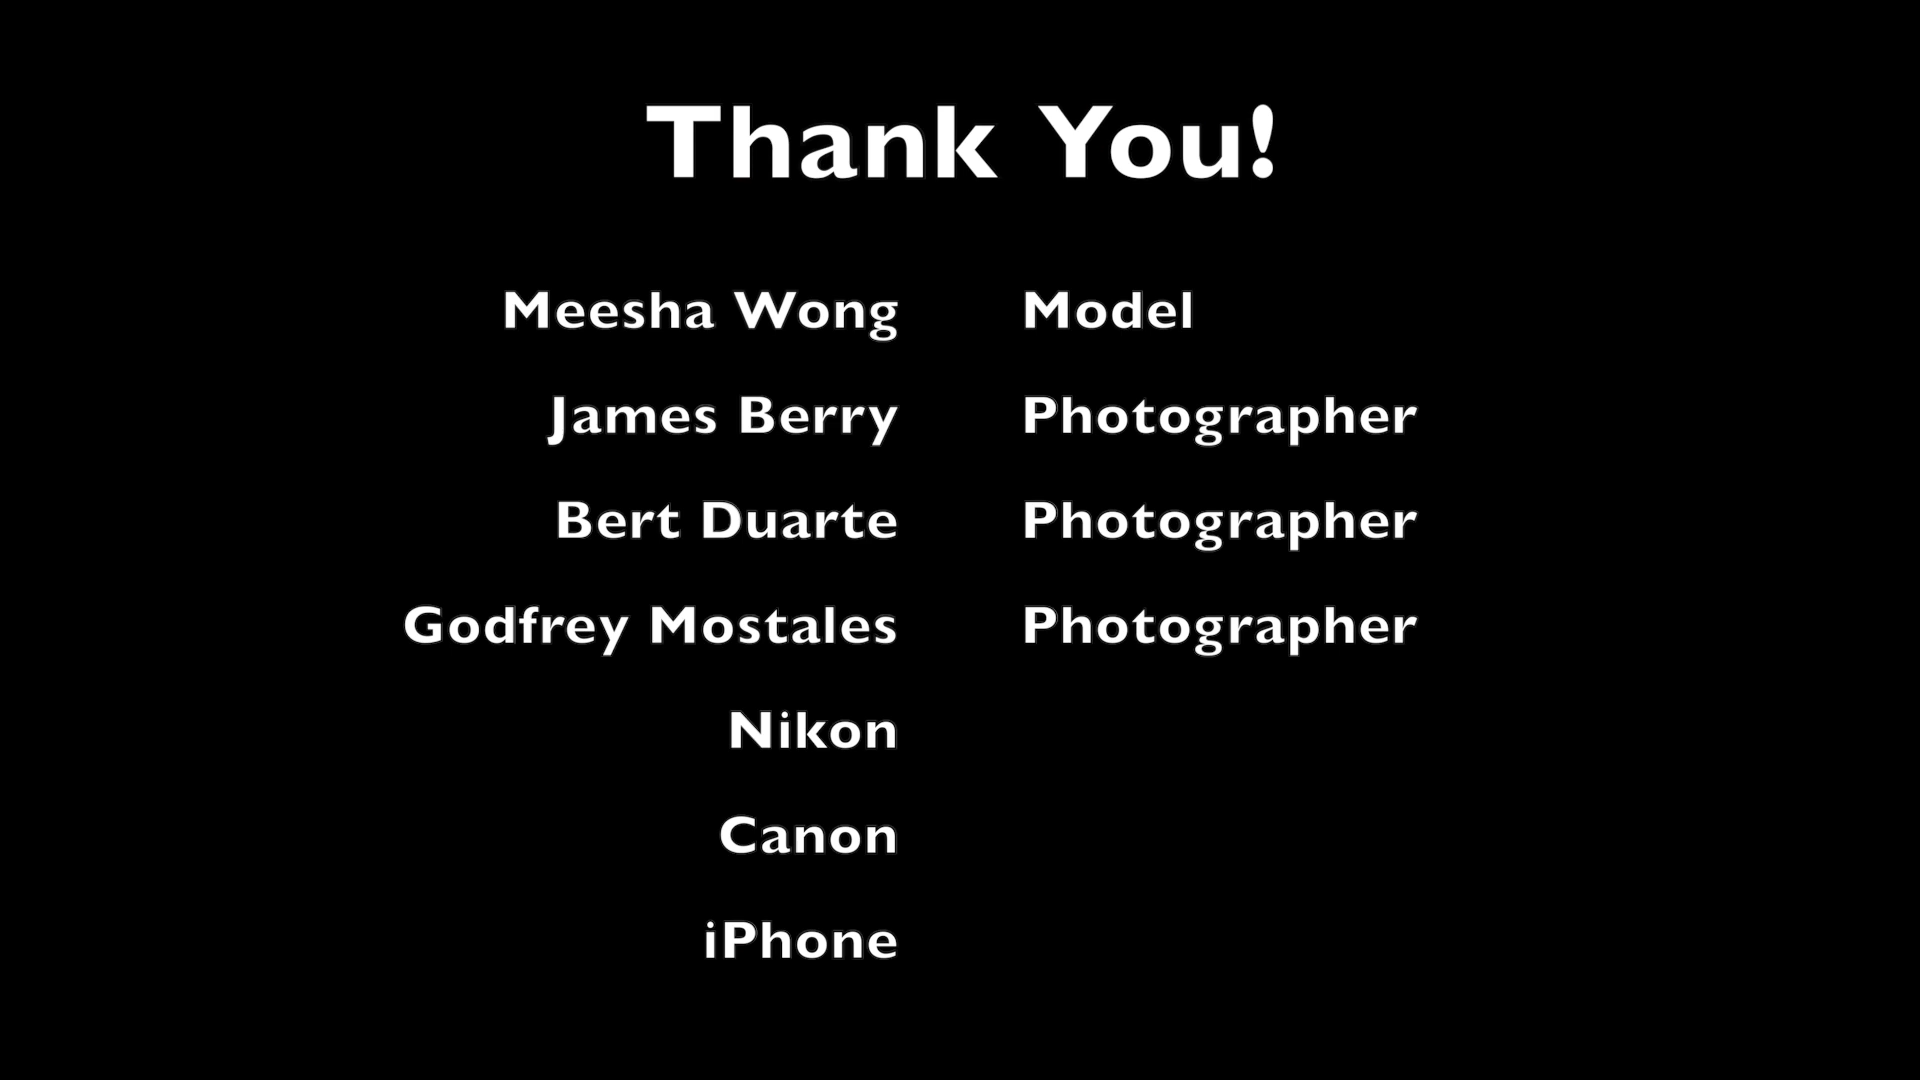 Thank You!
Meesha Wong Model
James Berry Photographer
Bert Duarte Photographer
Godfrey Mostales Photographer
Nikon
Canon
iPhone